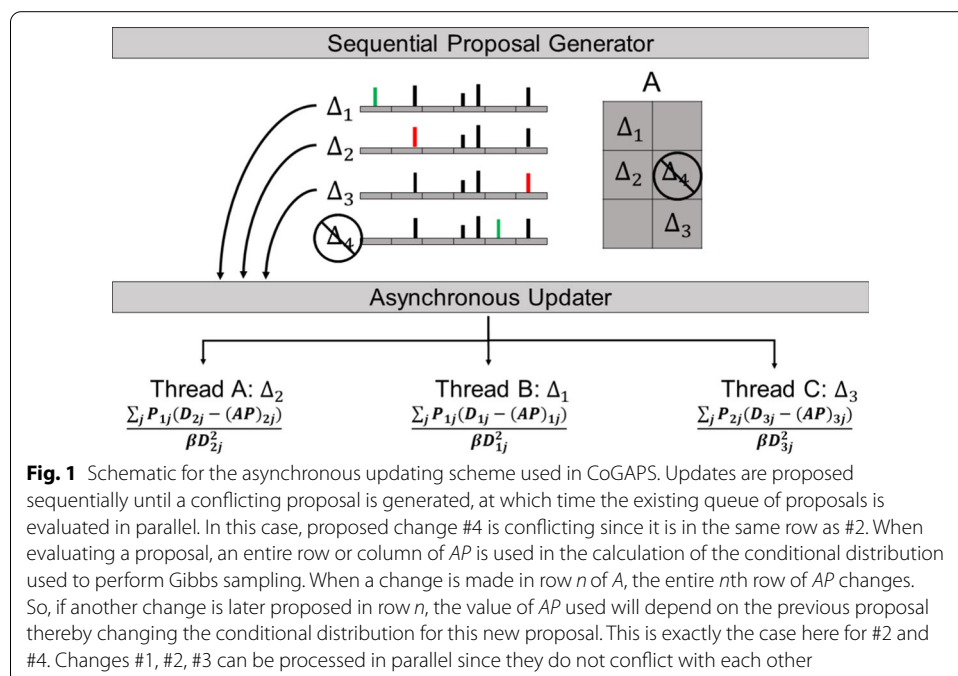 Sequential Proposal Generator
A
Δ1
Δ2
Δ3
Δ4
Δ1
Δ2 Δ4
Δ3
Asynchronous Updater
Thread A: Δ2 Thread B: Δ1 Thread C: Δ3
∑j P1j(D2j − (AP)2j) ∑j P1j(D1j − (AP)1j) ∑j P2j(D3j − (AP)3j)
βD²2j βD²1j βD²3j
Fig. 1 Schematic for the asynchronous updating scheme used in CoGAPS. Updates are proposed
sequentially until a conflicting proposal is generated, at which time the existing queue of proposals is
evaluated in parallel. In this case, proposed change #4 is conflicting since it is in the same row as #2. When
evaluating a proposal, an entire row or column of AP is used in the calculation of the conditional distribution
used to perform Gibbs sampling. When a change is made in row n of A, the entire nth row of AP changes.
So, if another change is later proposed in row n, the value of AP used will depend on the previous proposal
thereby changing the conditional distribution for this new proposal. This is exactly the case here for #2 and
#4. Changes #1, #2, #3 can be processed in parallel since they do not conflict with each other